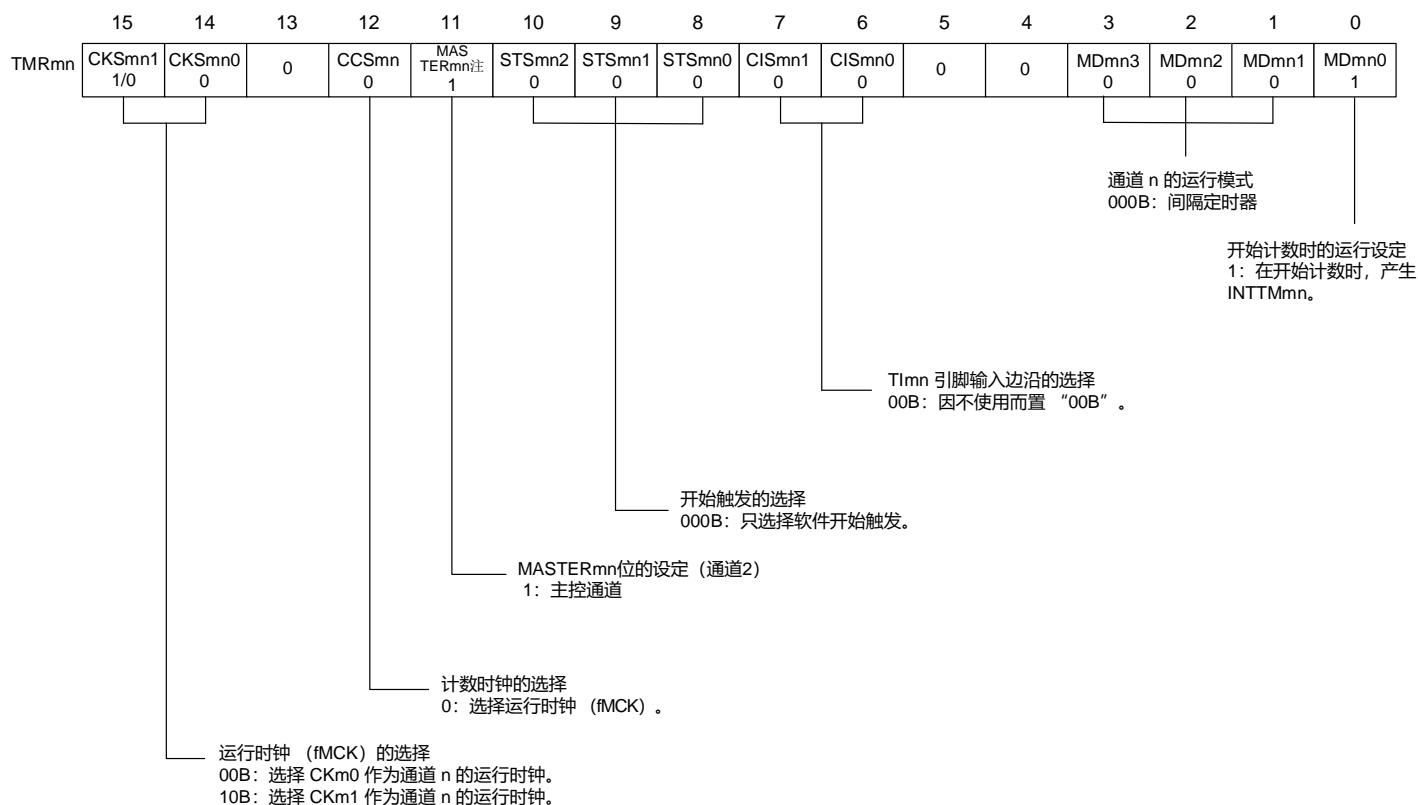 15 14 13 12 11 10 9 8 7 6 5 4 3 2 1 0
TMRmn
CKSmn1 CKSmn0 0 CCSmn MAS TERmn注 STSmn2 STSmn1 STSmn0 CISmn1 CISmn0 0 0 MDmn3 MDmn2 MDmn1 MDmn0
1/0 0 0 1 0 0 0 0 0 0 0 0 1
通道 n 的运行模式
000B：间隔定时器
开始计数时的运行设定
1：在开始计数时，产生
INTTMmn。
TImn 引脚输入边沿的选择
00B：因不使用而置 “00B”。
开始触发的选择
000B：只选择软件开始触发。
MASTERmn位的设定（通道2）
1：主控通道
计数时钟的选择
0：选择运行时钟 （fMCK）。
运行时钟 （fMCK）的选择
00B：选择 CKm0 作为通道 n 的运行时钟。
10B：选择 CKm1 作为通道 n 的运行时钟。